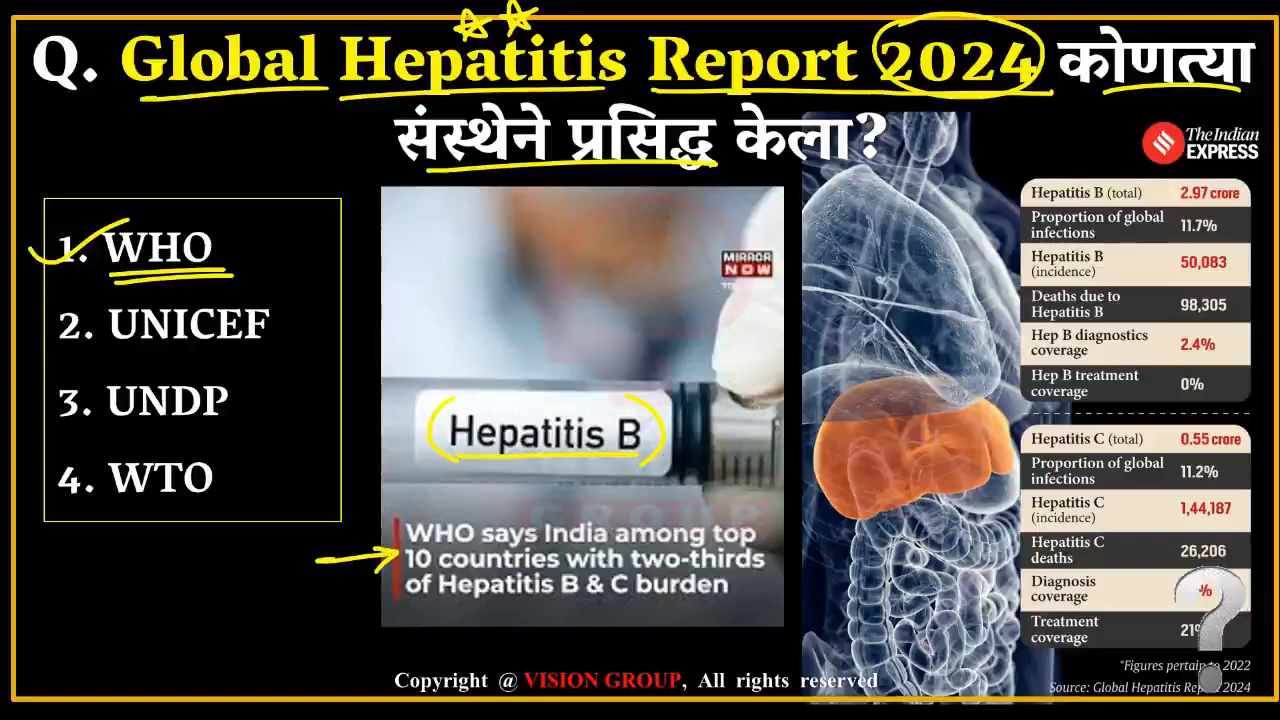 Q. Global Hepatitis Report 2024 कोणत्या
संस्थेने प्रसिद्ध केला?
1. WHO
2. UNICEF
3. UNDP
4. WTO
MIRROR
NOW
Hepatitis B
WHO says India among top
10 countries with two-thirds
of Hepatitis B & C burden
The Indian
EXPRESS
Hepatitis B (total) 2.97 crore
Proportion of global
infections 11.7%
Hepatitis B
(incidence) 50,083
Deaths due to
Hepatitis B 98,305
Hep B diagnostics
coverage 2.4%
Hep B treatment
coverage 0%
Hepatitis C (total) 0.55 crore
Proportion of global
infections 11.2%
Hepatitis C
(incidence) 1,44,187
Hepatitis C
deaths 26,206
Diagnosis
coverage %
Treatment
coverage 21
*Figures pertain to 2022
Source: Global Hepatitis Report 2024
Copyright @ VISION GROUP, All rights reserved